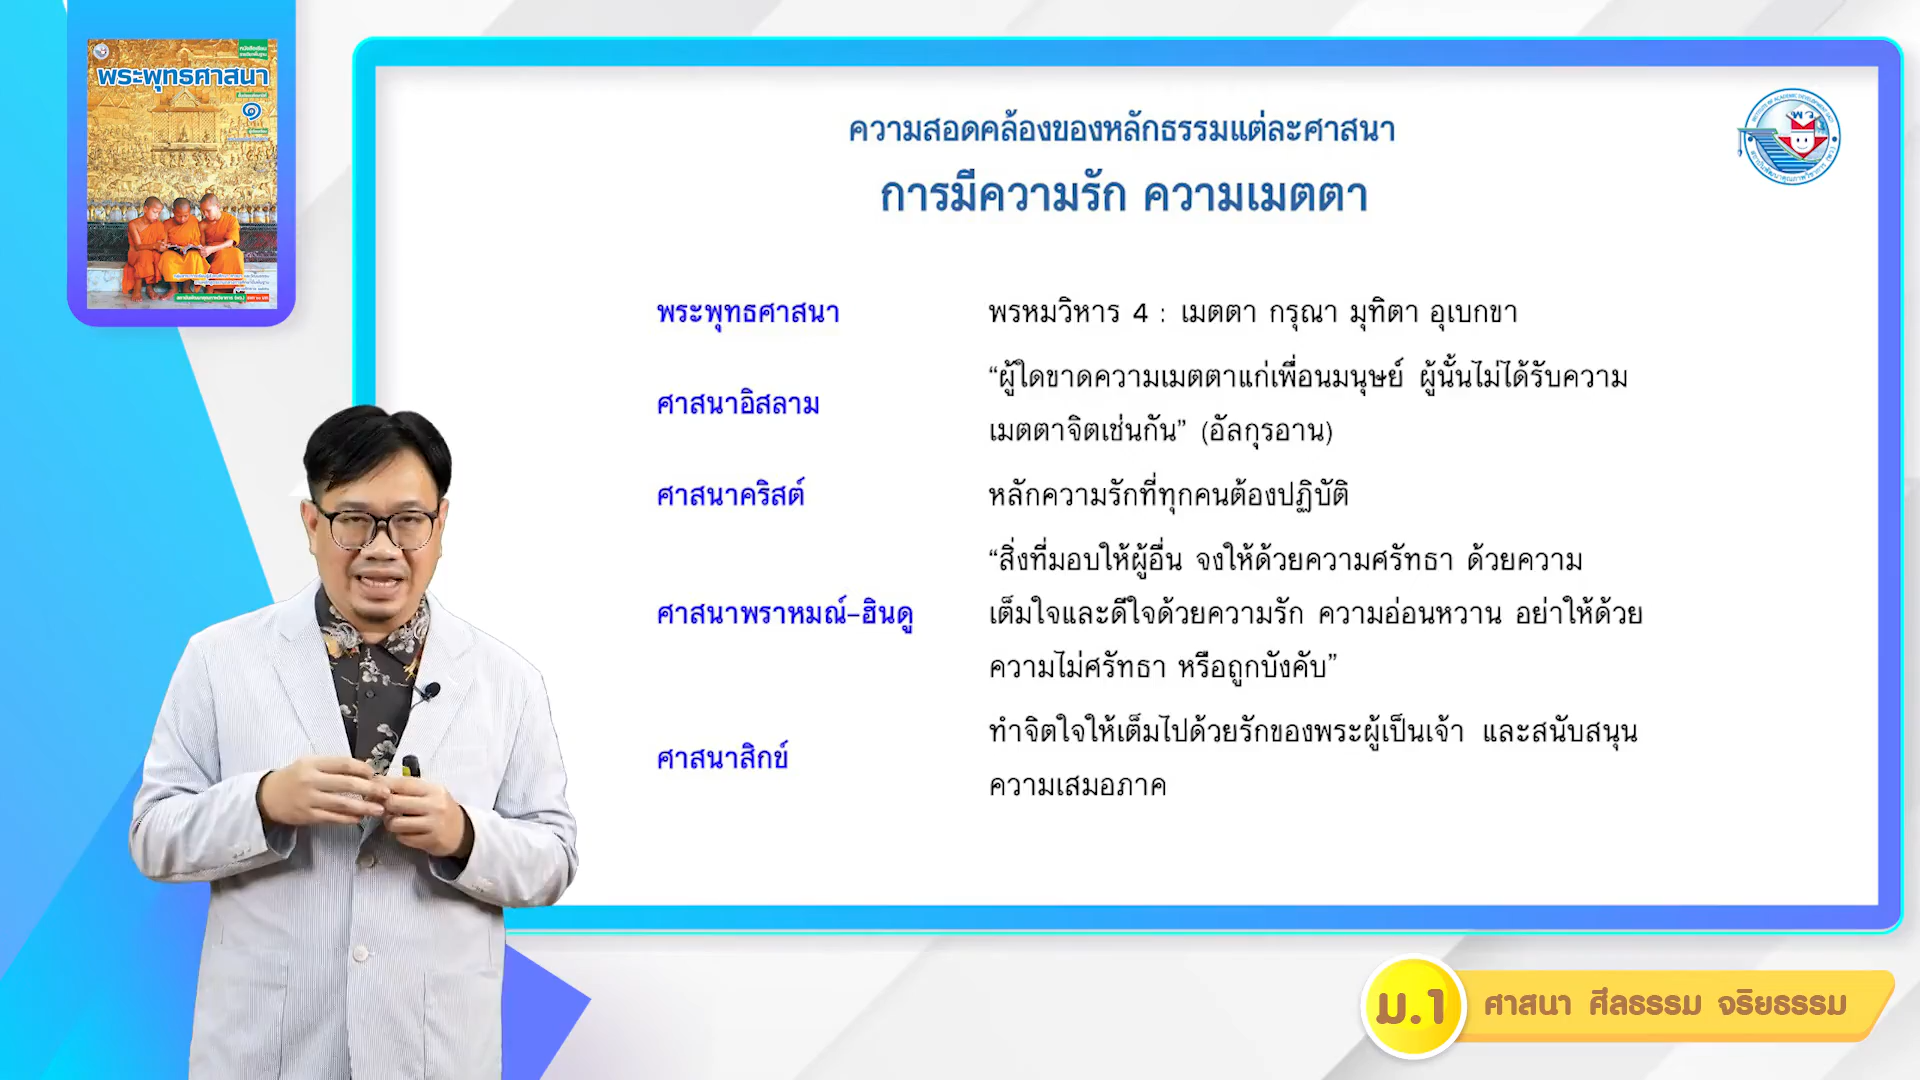 หนังสือเรียน
พระพุทธศาสนา
๑
ความสอดคล้องของหลักธรรมแต่ละศาสนา
การมีความรัก ความเมตตา
พว
พระพุทธศาสนา
พรหมวิหาร 4 : เมตตา กรุณา มุทิตา อุเบกขา
ศาสนาอิสลาม
“ผู้ใดขาดความเมตตาแก่เพื่อนมนุษย์ ผู้นั้นไม่ได้รับความ
เมตตาจิตเช่นกัน” (อัลกุรอาน)
ศาสนาคริสต์
หลักความรักที่ทุกคนต้องปฏิบัติ
ศาสนาพราหมณ์-ฮินดู
“สิ่งที่มอบให้ผู้อื่น จงให้ด้วยความศรัทธา ด้วยความ
เต็มใจและดีใจด้วยความรัก ความอ่อนหวาน อย่าให้ด้วย
ความไม่ศรัทธา หรือถูกบังคับ”
ศาสนาสิกข์
ทำจิตใจให้เต็มไปด้วยรักของพระผู้เป็นเจ้า และสนับสนุน
ความเสมอภาค
ม.1
ศาสนา ศีลธรรม จริยธรรม